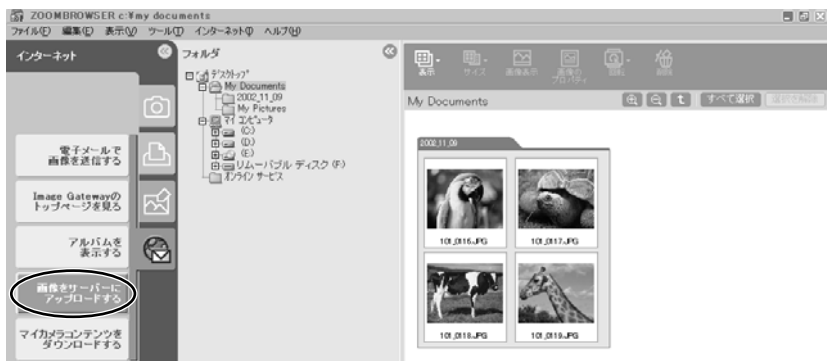 ZOOMBROWSER c:¥my documents
ファイル(F) 編集(E) 表示(V) ツール(T) インターネット(I) ヘルプ(H)
インターネット
電子メールで
画像を送信する
Image Gatewayの
トップページを見る
アルバムを
表示する
画像をサーバーに
アップロードする
マイカメラコンテンツを
ダウンロードする
フォルダ
デスクトップ
My Documents
2002_11_09
My Pictures
マイ コンピュータ
(C:)
(D:)
(E:)
リムーバブル ディスク (F:)
オンライン サービス
表示
サイズ
画像表示
画像の
プロパティ
回転
削除
My Documents
すべて選択
選択を解除
2002_11_09
101_0116.JPG
101_0117.JPG
101_0118.JPG
101_0119.JPG